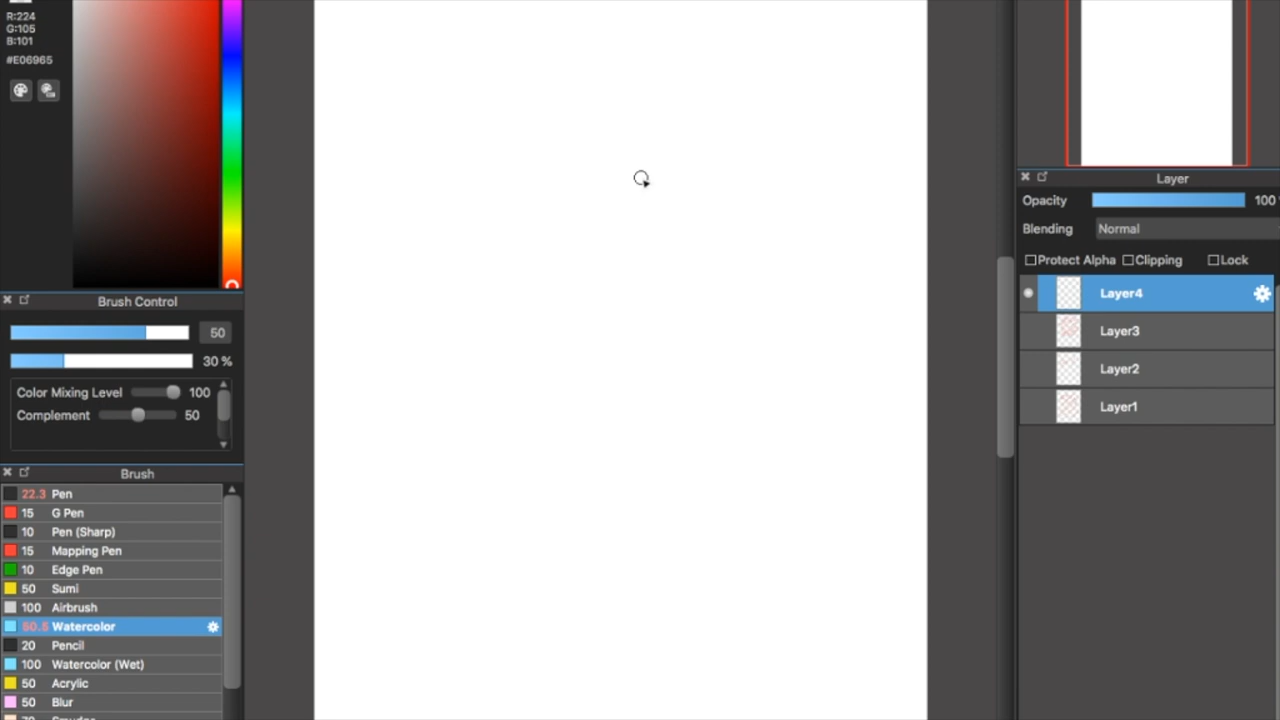 R:224
G:105
B:101
#E06965
Brush Control
50
30 %
Color Mixing Level 100
Complement 50
Brush
22.3 Pen
15 G Pen
10 Pen (Sharp)
15 Mapping Pen
10 Edge Pen
50 Sumi
100 Airbrush
50.5 Watercolor
20 Pencil
100 Watercolor (Wet)
50 Acrylic
50 Blur
Layer
Opacity 100
Blending Normal
Protect Alpha Clipping Lock
Layer4
Layer3
Layer2
Layer1